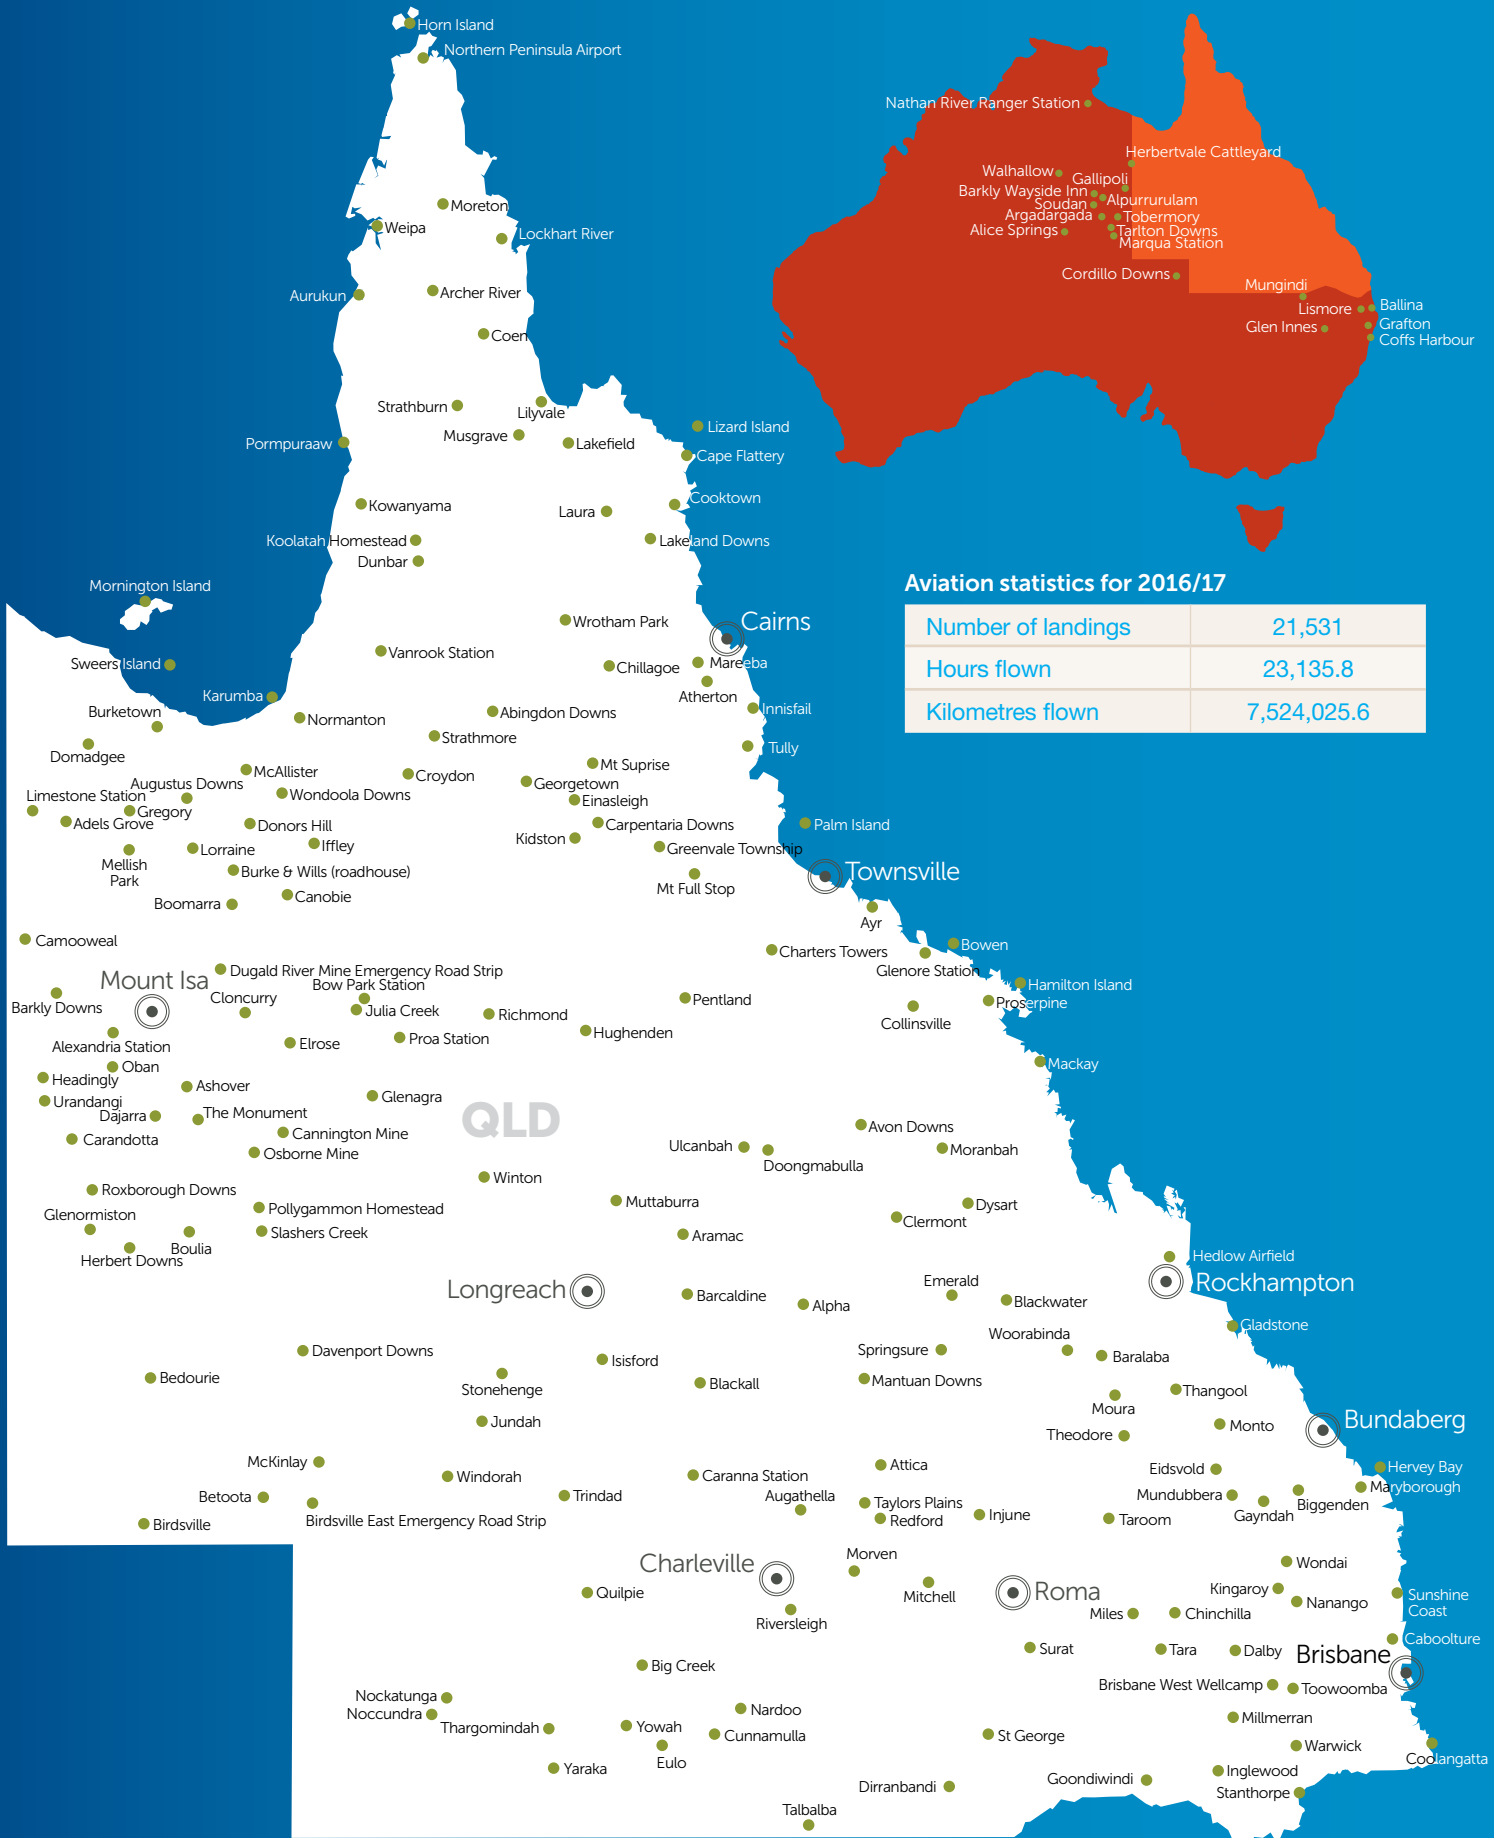 Horn Island
Northern Peninsula Airport
Nathan River Ranger Station
Herbertvale Cattleyard
Walhallow
Gallipoli
Barkly Wayside Inn
Alpurrurulam
Soudan
Argadargada
Tobermory
Alice Springs
Tarlton Downs
Marqua Station
Cordillo Downs
Mungindi
Ballina
Lismore
Grafton
Glen Innes
Coffs Harbour
Moreton
Weipa
Lockhart River
Aurukun
Archer River
Coen
Strathburn
Lilyvale
Musgrave
Lakefield
Lizard Island
Pormpuraaw
Cape Flattery
Kowanyama
Cooktown
Laura
Koolatah Homestead
Lakeland Downs
Dunbar
Mornington Island
Aviation statistics for 2016/17
Number of landings 21,531
Hours flown 23,135.8
Kilometres flown 7,524,025.6
Wrotham Park
Cairns
Vanrook Station
Sweers Island
Chillagoe
Mareeba
Karumba
Atherton
Burketown
Normanton
Abingdon Downs
Innisfail
Strathmore
Tully
Domadgee
McAllister
Croydon
Mt Suprise
Augustus Downs
Georgetown
Limestone Station
Wondoola Downs
Einasleigh
Gregory
Adels Grove
Donors Hill
Carpentaria Downs
Palm Island
Kidston
Iffley
Lorraine
Greenvale Township
Mellish
Park
Burke & Wills (roadhouse)
Townsville
Mt Full Stop
Canobie
Boomarra
Ayr
Camooweal
Charters Towers
Bowen
Glenore Station
Dugald River Mine Emergency Road Strip
Mount Isa
Bow Park Station
Hamilton Island
Cloncurry
Barkly Downs
Julia Creek
Richmond
Pentland
Proserpine
Collinsville
Hughenden
Alexandria Station
Elrose
Proa Station
Oban
Mackay
Headingly
Ashover
Urandangi
Glenagra
Dajarra
The Monument
QLD
Carandotta
Cannington Mine
Avon Downs
Osborne Mine
Ulcanbah
Doongmabulla
Moranbah
Winton
Roxborough Downs
Muttaburra
Pollygammon Homestead
Dysart
Glenormiston
Clermont
Slashers Creek
Aramac
Boulia
Herbert Downs
Hedlow Airfield
Longreach
Emerald
Rockhampton
Barcaldine
Alpha
Blackwater
Gladstone
Woorabinda
Davenport Downs
Springsure
Isisford
Baralaba
Bedourie
Stonehenge
Blackall
Mantuan Downs
Thangool
Moura
Jundah
Monto
Bundaberg
Theodore
McKinlay
Windorah
Caranna Station
Attica
Eidsvold
Hervey Bay
Betoota
Trindad
Augathella
Mundubbera
Maryborough
Taylors Plains
Biggenden
Birdsville
Birdsville East Emergency Road Strip
Redford
Injune
Taroom
Gayndah
Charleville
Morven
Wondai
Quilpie
Mitchell
Roma
Kingaroy
Nanango
Sunshine
Coast
Riversleigh
Miles
Chinchilla
Caboolture
Surat
Tara
Dalby
Brisbane
Big Creek
Brisbane West Wellcamp
Toowoomba
Nockatunga
Noccundra
Nardoo
Millmerran
Thargomindah
Yowah
Cunnamulla
St George
Warwick
Eulo
Coolangatta
Yaraka
Inglewood
Dirranbandi
Goondiwindi
Stanthorpe
Talbalba